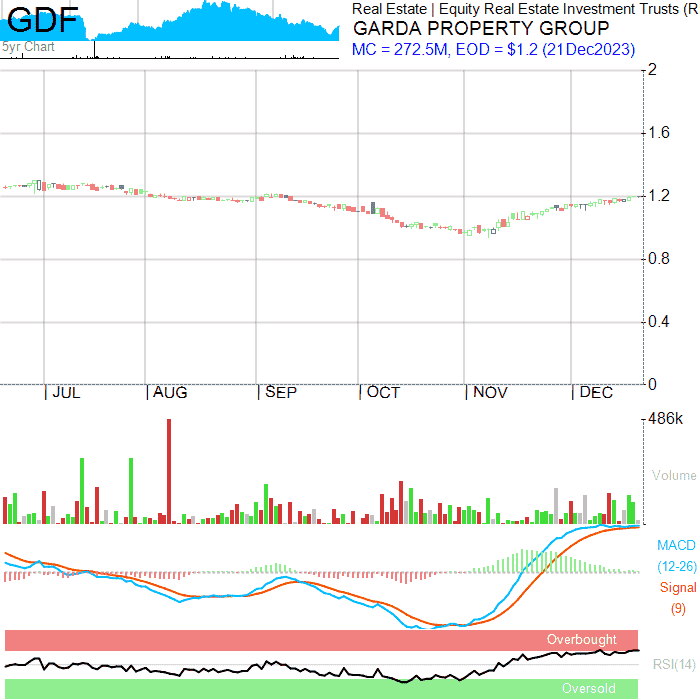 GDF
5yr Chart
Real Estate | Equity Real Estate Investment Trusts (R
GARDA PROPERTY GROUP
MC = 272.5M, EOD = $1.2 (21Dec2023)
2
1.6
1.2
0.8
0.4
0
JUL AUG SEP OCT NOV DEC
486k
Volume
MACD
(12-26)
Signal
(9)
Overbought
RSI(14)
Oversold